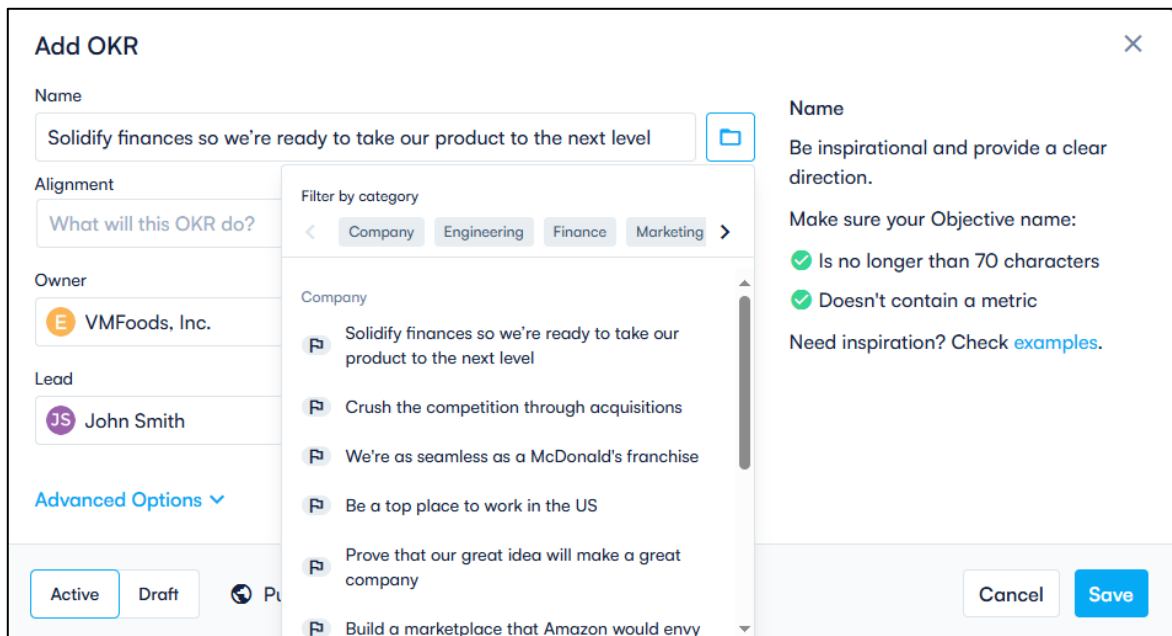 Add OKR
Name
Solidify finances so we’re ready to take our product to the next level
Alignment
What will this OKR do?
Owner
E VMFoods, Inc.
Lead
JS John Smith
Advanced Options
Active Draft
Filter by category
Company Engineering Finance Marketing
Company
Solidify finances so we’re ready to take our
product to the next level
Crush the competition through acquisitions
We're as seamless as a McDonald's franchise
Be a top place to work in the US
Prove that our great idea will make a great
company
Build a marketplace that Amazon would envy
Name
Be inspirational and provide a clear
direction.
Make sure your Objective name:
Is no longer than 70 characters
Doesn't contain a metric
Need inspiration? Check examples.
Cancel Save